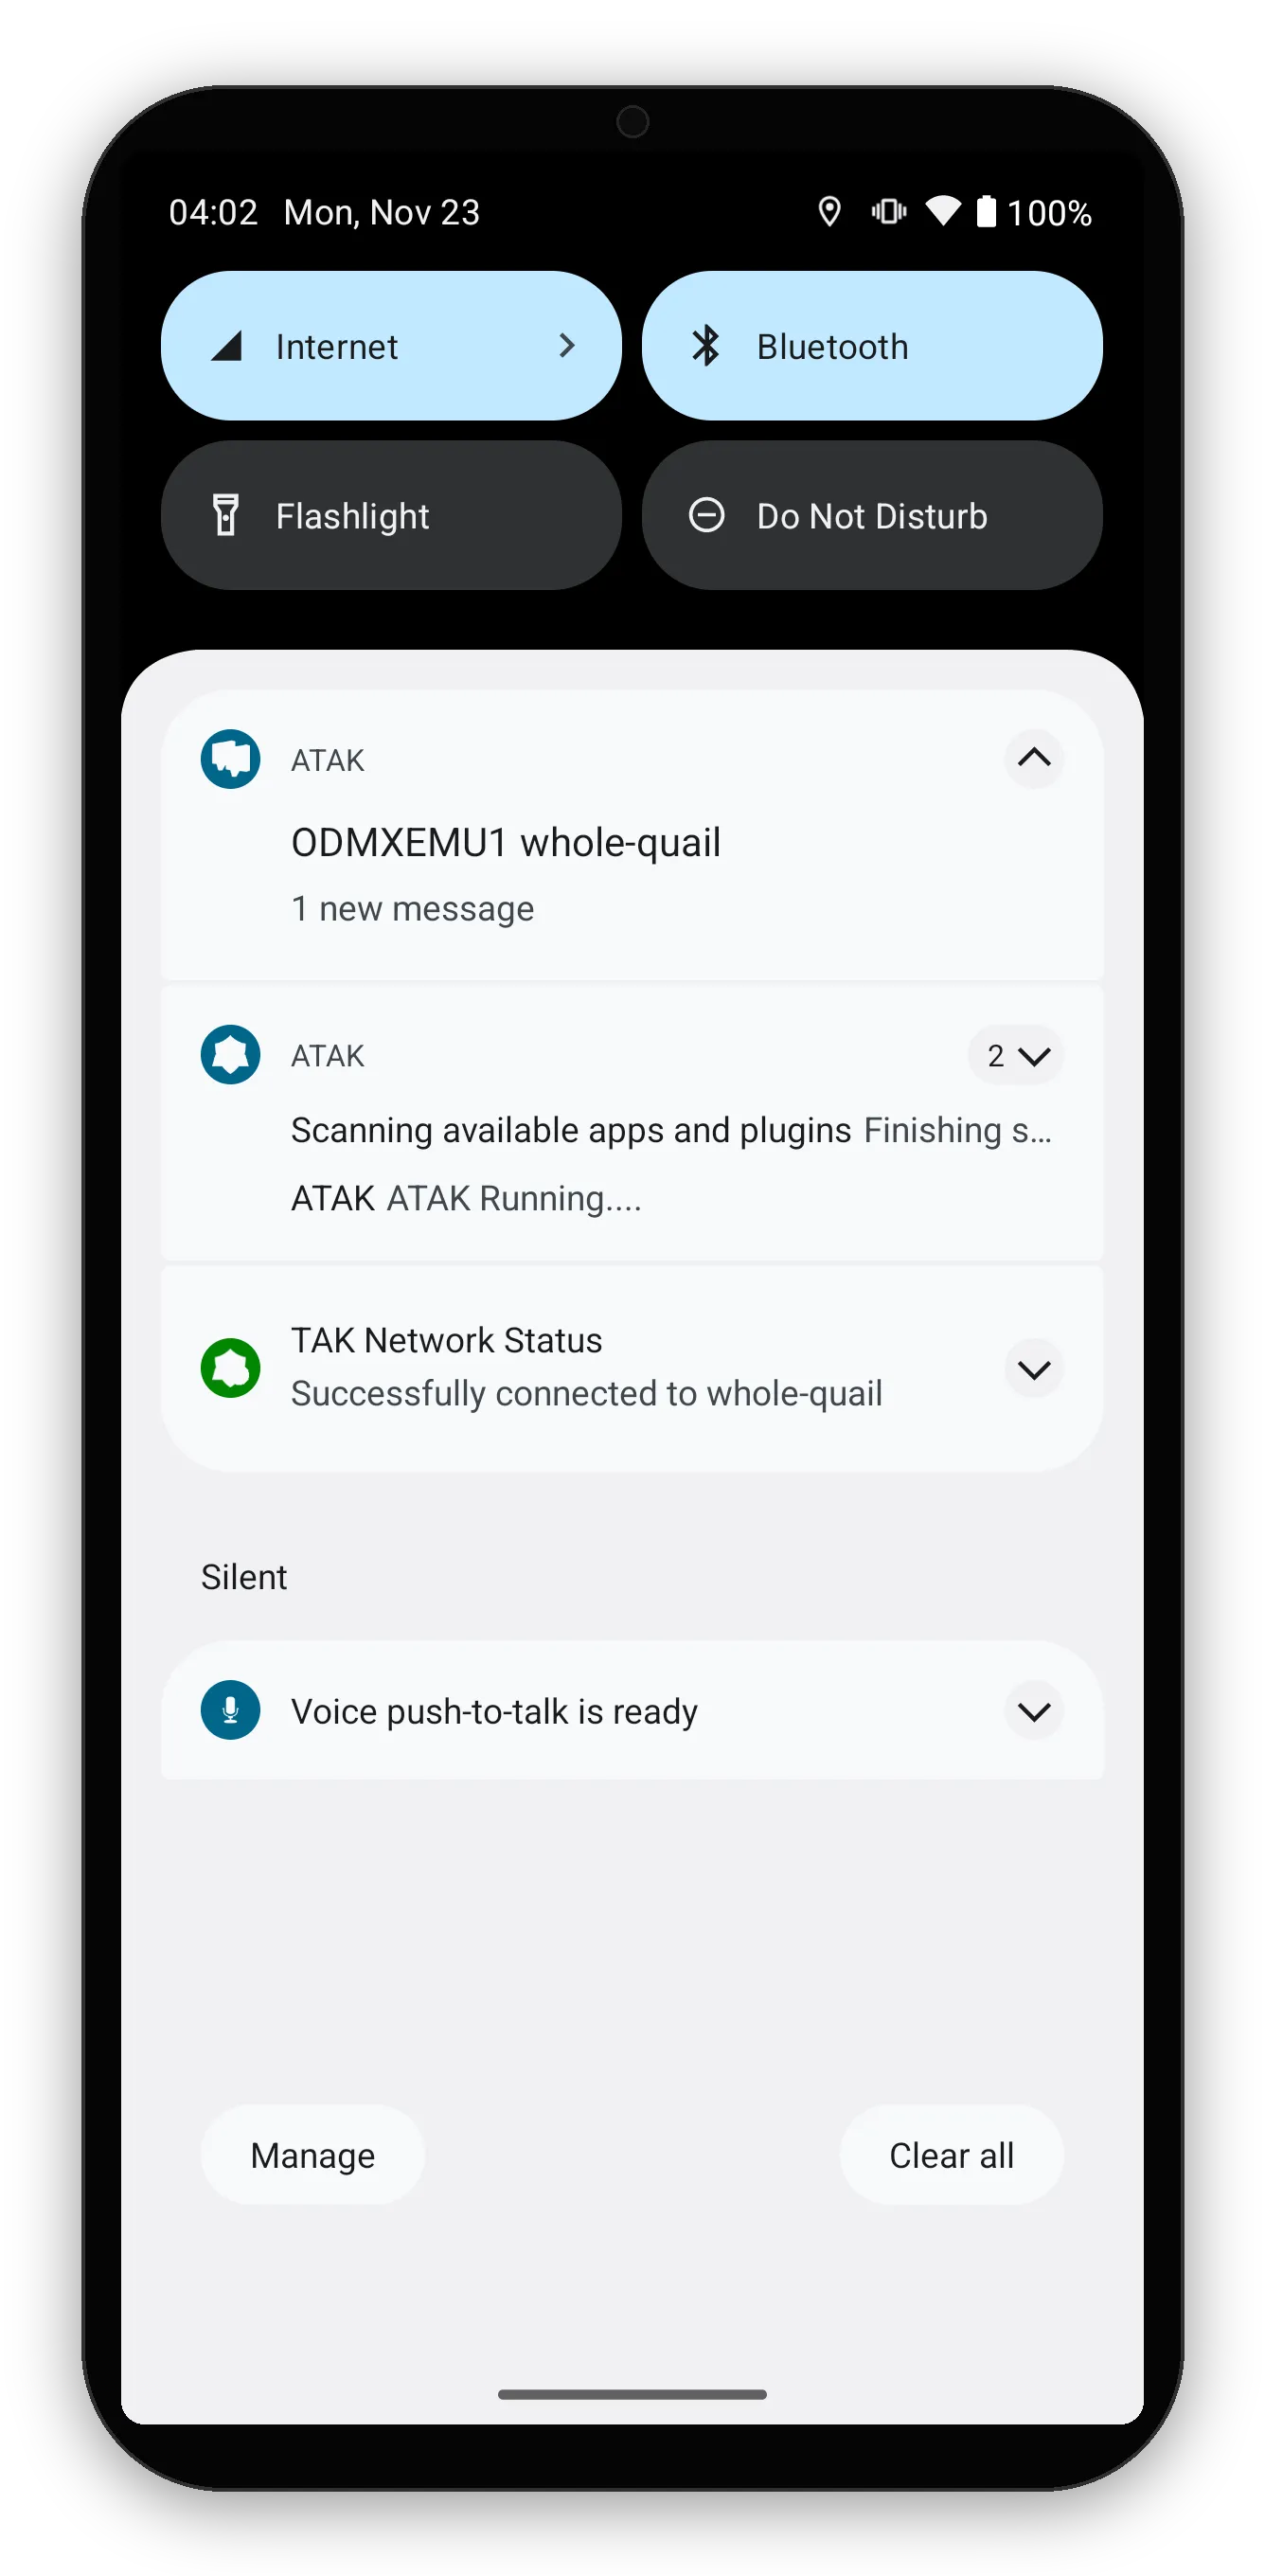 04:02 Mon, Nov 23 100%
Internet Bluetooth
Flashlight Do Not Disturb
ATAK
ODMXEMU1 whole-quail
1 new message
ATAK 2
Scanning available apps and plugins Finishing s...
ATAK ATAK Running....
TAK Network Status
Successfully connected to whole-quail
Silent
Voice push-to-talk is ready
Manage Clear all